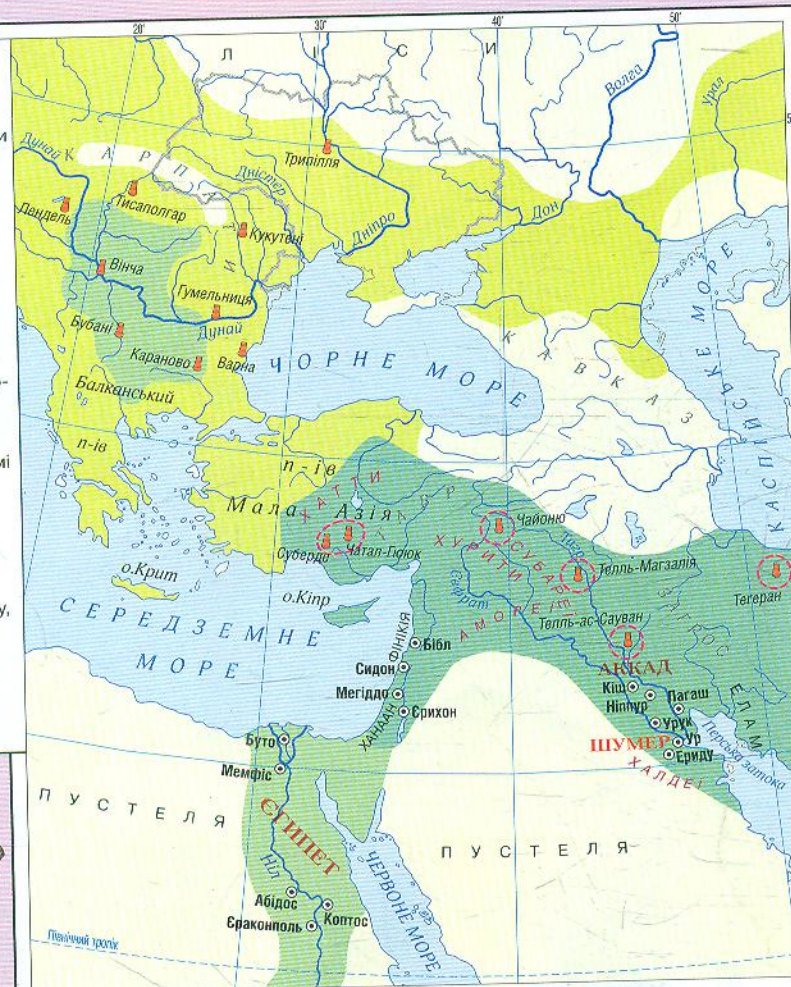 20°
30°
40°
50°
Л І С И
Волга
Урал
Дунай
К А Р П А
Т И
Трипілля
Дністер
Тисаполгар
Лендель
Дніпро
Дон
Кукутені
Вінча
Гумельниця
Бубані
Дунай
Караново
Варна
ЧОРНЕ МОРЕ
КАВКАЗ
КАСПІЙСЬКЕ МОРЕ
Балканський
п-ів
п-ів
Мала Азія
ХАТТИ
Чайоню
Суберде
Чатал-Гююк
ХУРИТИ
СУБАРЕЇ
Тигр
Телль-Магзалія
Тегеран
о.Крит
о.Кіпр
Євфрат
АМОРЕЇ
ЗАГРОС
Телль-ас-Сауван
СЕРЕДЗЕМНЕ
МОРЕ
ФІНІКІЯ
Бібл
Сидон
АККАД
Мегіддо
Кіш
Лагаш
ЕЛАМ
Ніппур
Єрихон
ХАНААН
Урук
Буто
ШУМЕР
Ур
Еріду
Перська затока
Мемфіс
ХАЛДЕЇ
ПУСТЕЛЯ
ЄГИПЕТ
ПУСТЕЛЯ
Ніл
ЧЕРВОНЕ МОРЕ
Абідос
Коптос
Єраконполь
Північний тропік